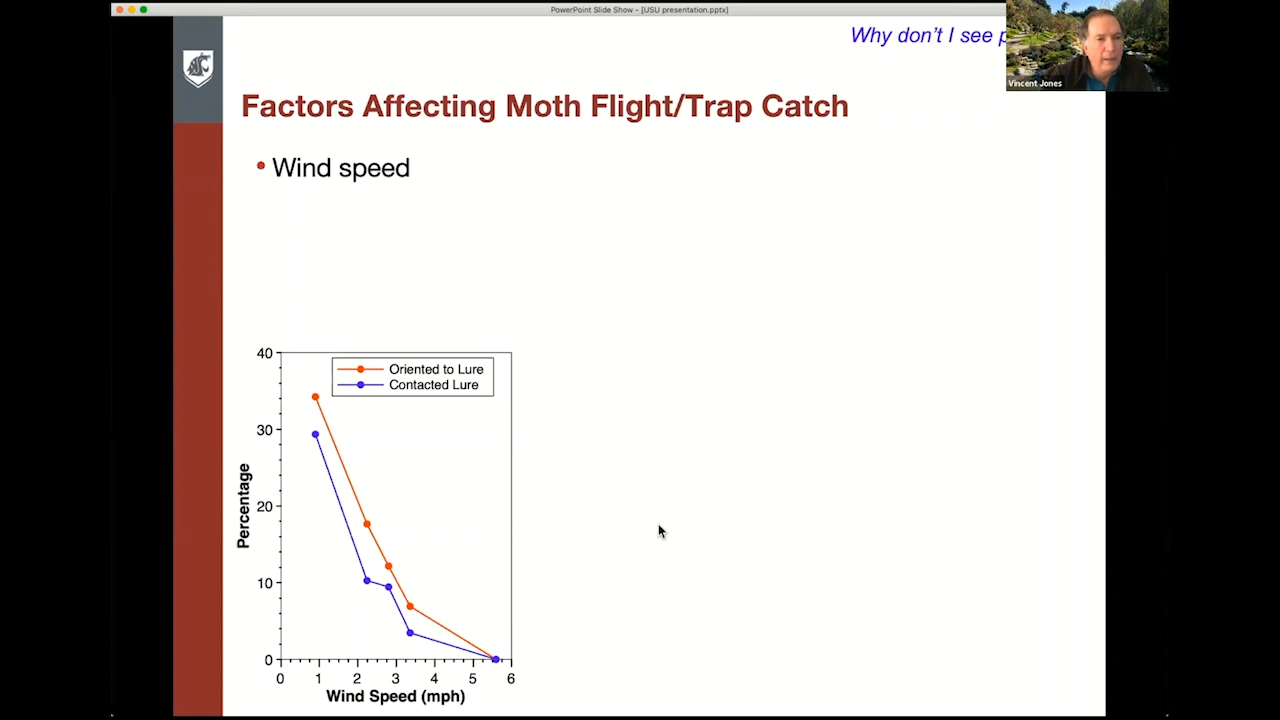 PowerPoint Slide Show - [USU presentation.pptx]
Why don't I see
Vincent Jones
Factors Affecting Moth Flight/Trap Catch
• Wind speed
40
30
20
10
0
Percentage
Oriented to Lure
Contacted Lure
0 1 2 3 4 5 6
Wind Speed (mph)